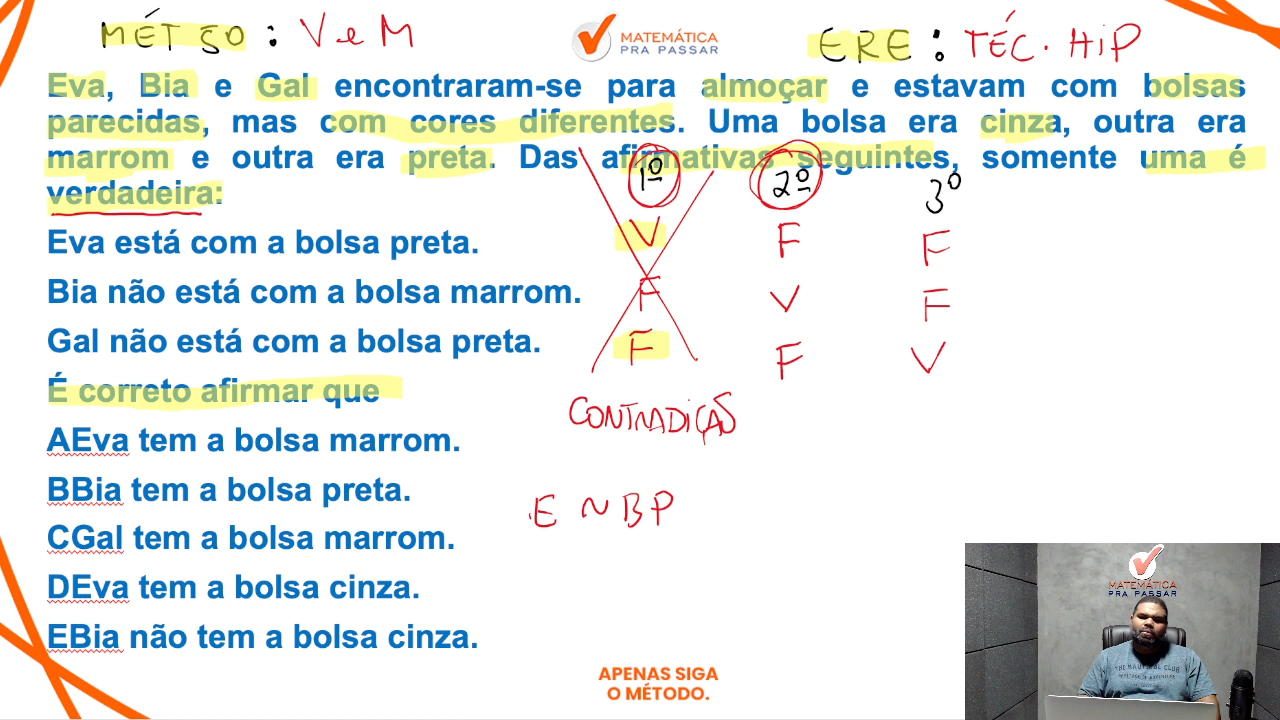 MÉTODO: V e M
MATEMÁTICA
PRA PASSAR
ERE: TÉC. HIP
Eva, Bia e Gal encontraram-se para almoçar e estavam com bolsas
parecidas, mas com cores diferentes. Uma bolsa era cinza, outra era
marrom e outra era preta. Das afirmativas seguintes, somente uma é
verdadeira:
1º 2º 3º
Eva está com a bolsa preta. V F F
Bia não está com a bolsa marrom. F V F
Gal não está com a bolsa preta. F F V
É correto afirmar que
CONTRADIÇÃO
AEva tem a bolsa marrom.
BBia tem a bolsa preta.
E ~ B P
CGal tem a bolsa marrom.
DEva tem a bolsa cinza.
EBia não tem a bolsa cinza.
MATEMÁTICA
PRA PASSAR
APENAS SIGA
O MÉTODO.